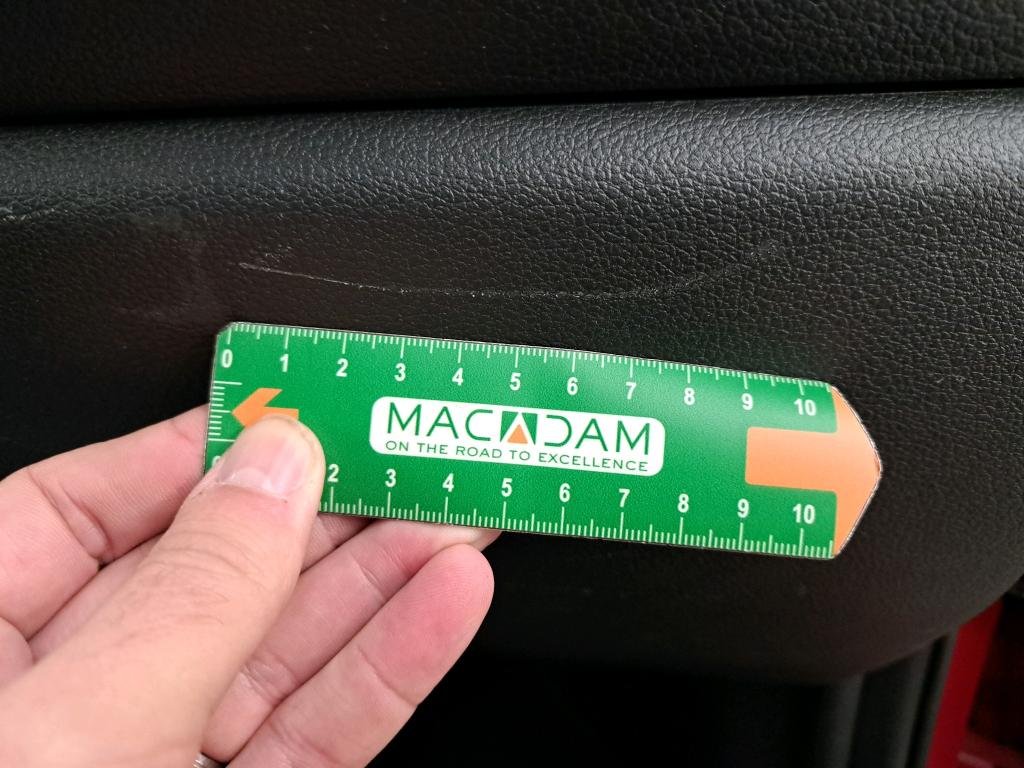 0 1 2 3 4 5 6 7 8 9 10
MACADAM
ON THE ROAD TO EXCELLENCE
2 3 4 5 6 7 8 9 10